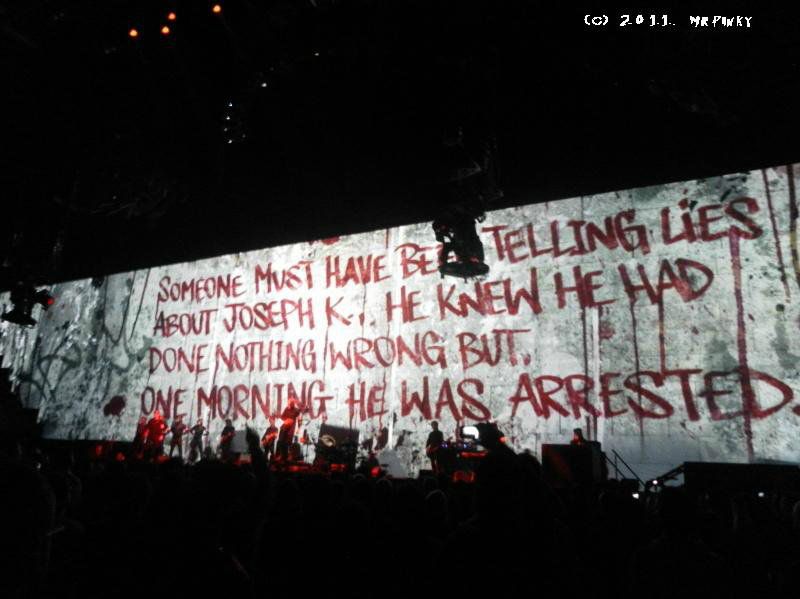 (c) 2011. MR PINKY
SOMEONE MUST HAVE BEEN TELLING LIES
ABOUT JOSEPH K., HE KNEW HE HAD
DONE NOTHING WRONG BUT,
ONE MORNING HE WAS ARRESTED.